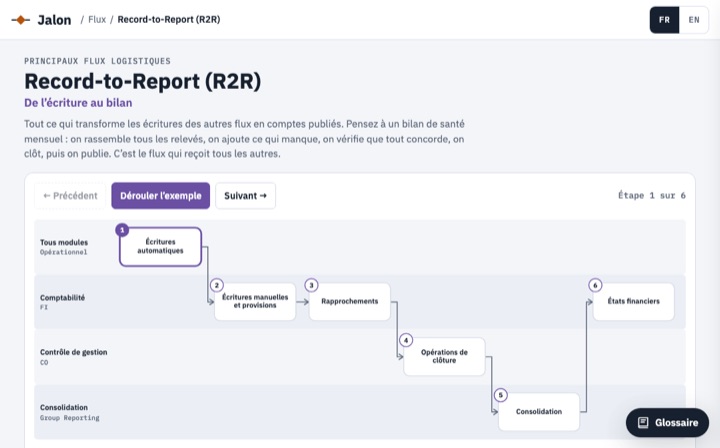 Jalon / Flux / Record-to-Report (R2R)
FR EN
PRINCIPAUX FLUX LOGISTIQUES
Record-to-Report (R2R)
De l'écriture au bilan
Tout ce qui transforme les écritures des autres flux en comptes publiés. Pensez à un bilan de santé
mensuel : on rassemble tous les relevés, on ajoute ce qui manque, on vérifie que tout concorde, on
clôt, puis on publie. C'est le flux qui reçoit tous les autres.
← Précédent Dérouler l'exemple Suivant → Étape 1 sur 6
Tous modules
Opérationnel
1
Écritures
automatiques
Comptabilité
FI
2
Écritures manuelles
et provisions
3
Rapprochements
6
États financiers
Contrôle de gestion
CO
4
Opérations de
clôture
Consolidation
Group Reporting
5
Consolidation
Glossaire